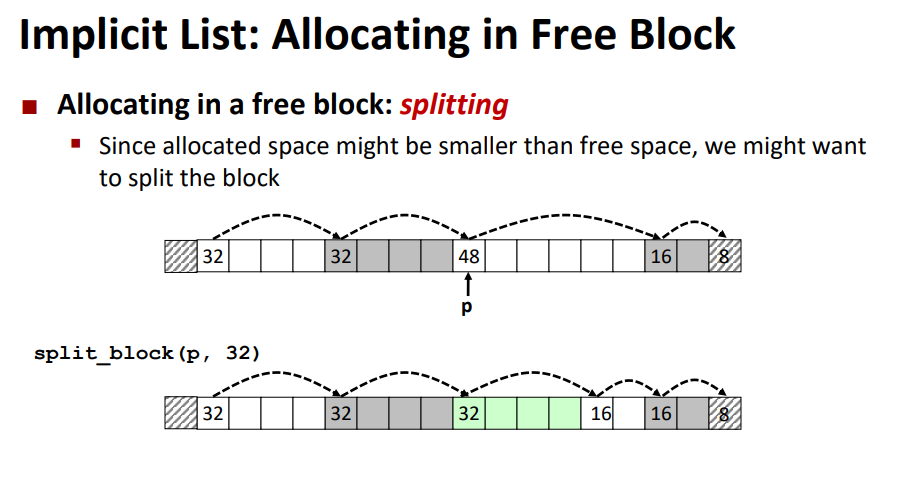 Implicit List: Allocating in Free Block
Allocating in a free block: splitting
Since allocated space might be smaller than free space, we might want
to split the block
32 32 48 16 8
p
split_block(p, 32)
32 32 32 16 16 8